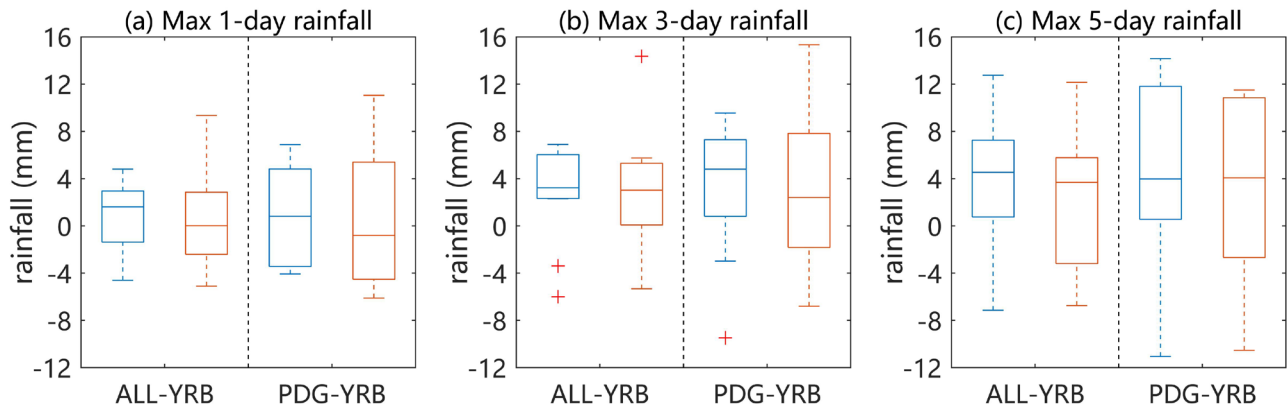 (a) Max 1-day rainfall
rainfall (mm)
16
12
8
4
0
-4
-8
-12
ALL-YRB PDG-YRB
(b) Max 3-day rainfall
rainfall (mm)
16
12
8
4
0
-4
-8
-12
ALL-YRB PDG-YRB
(c) Max 5-day rainfall
rainfall (mm)
16
12
8
4
0
-4
-8
-12
ALL-YRB PDG-YRB